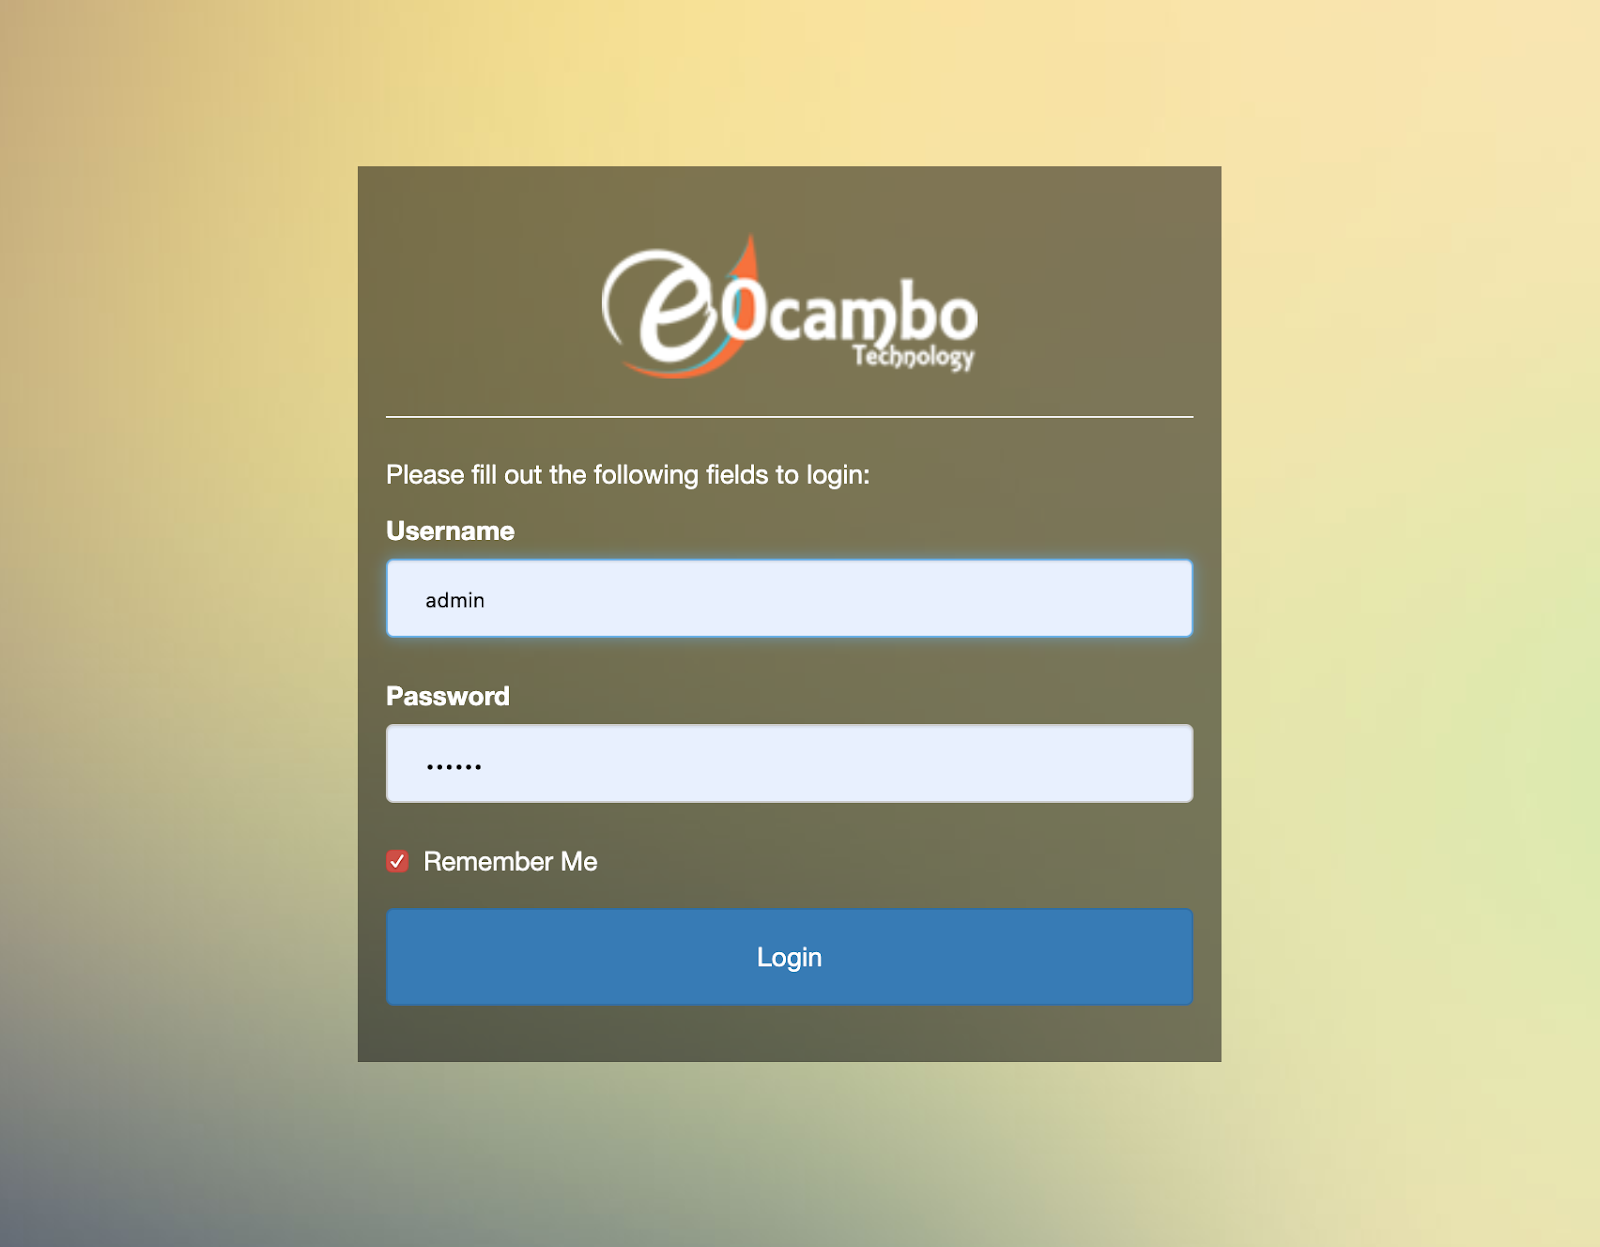 eOcambo
Technology
Please fill out the following fields to login:
Username
admin
Password
••••••
Remember Me
Login